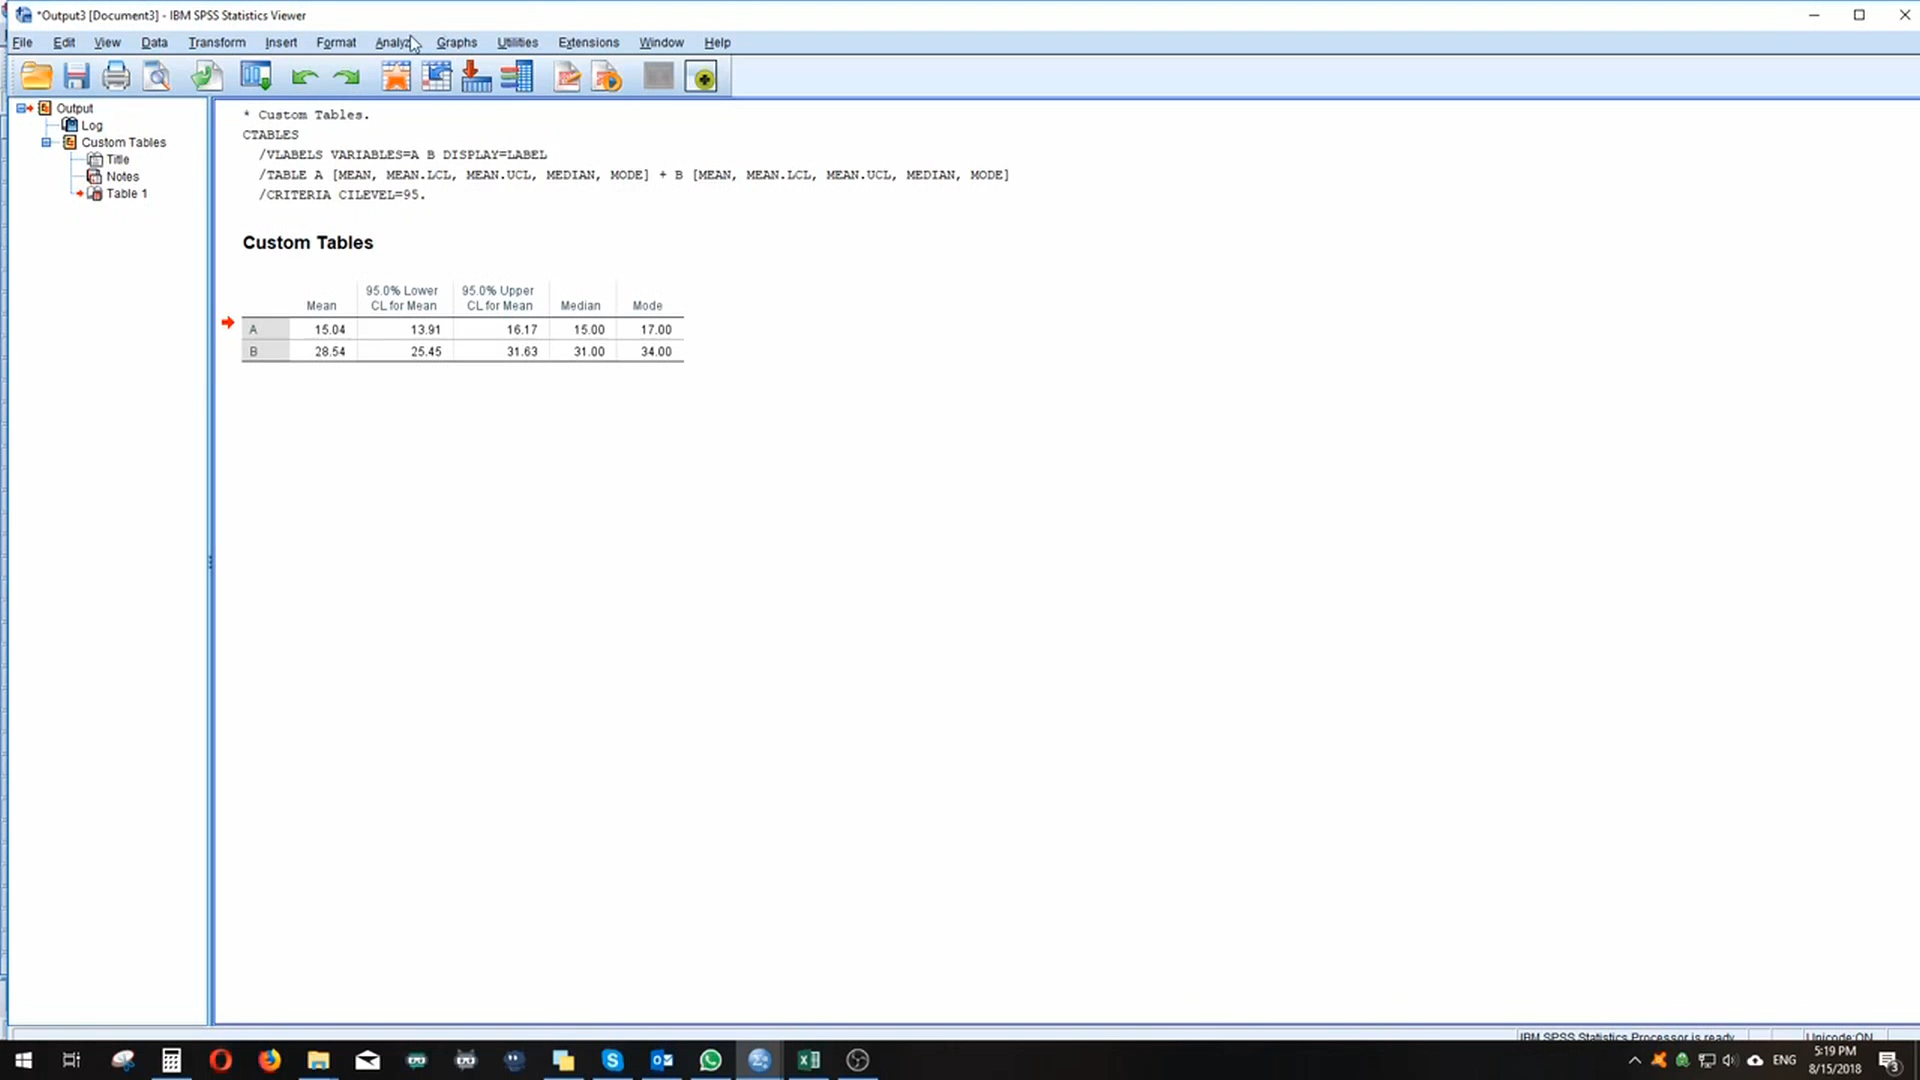 *Output3 [Document3] - IBM SPSS Statistics Viewer
File Edit View Data Transform Insert Format Analyz Graphs Utilities Extensions Window Help
Output
Log
Custom Tables
Title
Notes
Table 1
* Custom Tables.
CTABLES
/VLABELS VARIABLES=A B DISPLAY=LABEL
/TABLE A [MEAN, MEAN.LCL, MEAN.UCL, MEDIAN, MODE] + B [MEAN, MEAN.LCL, MEAN.UCL, MEDIAN, MODE]
/CRITERIA CILEVEL=95.
Custom Tables
Mean 95.0% Lower CL for Mean 95.0% Upper CL for Mean Median Mode
A 15.04 13.91 16.17 15.00 17.00
B 28.54 25.45 31.63 31.00 34.00
IBM SPSS Statistics Processor is ready Unicode:ON
ENG 5:19 PM
8/15/2018
3